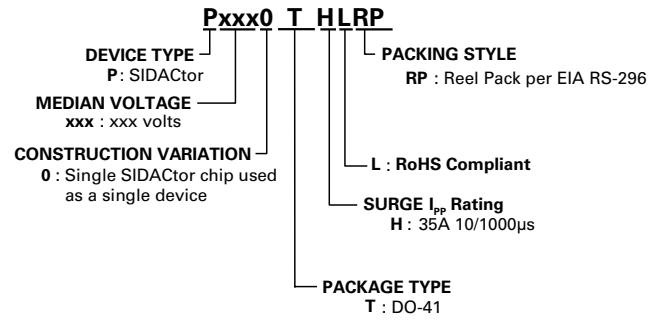 Pxxx0 T HLRP
DEVICE TYPE
P: SIDACtor
PACKING STYLE
RP : Reel Pack per EIA RS-296
MEDIAN VOLTAGE
xxx : xxx volts
CONSTRUCTION VARIATION
0 : Single SIDACtor chip used
as a single device
L : RoHS Compliant
SURGE IPP Rating
H : 35A 10/1000µs
PACKAGE TYPE
T : DO-41